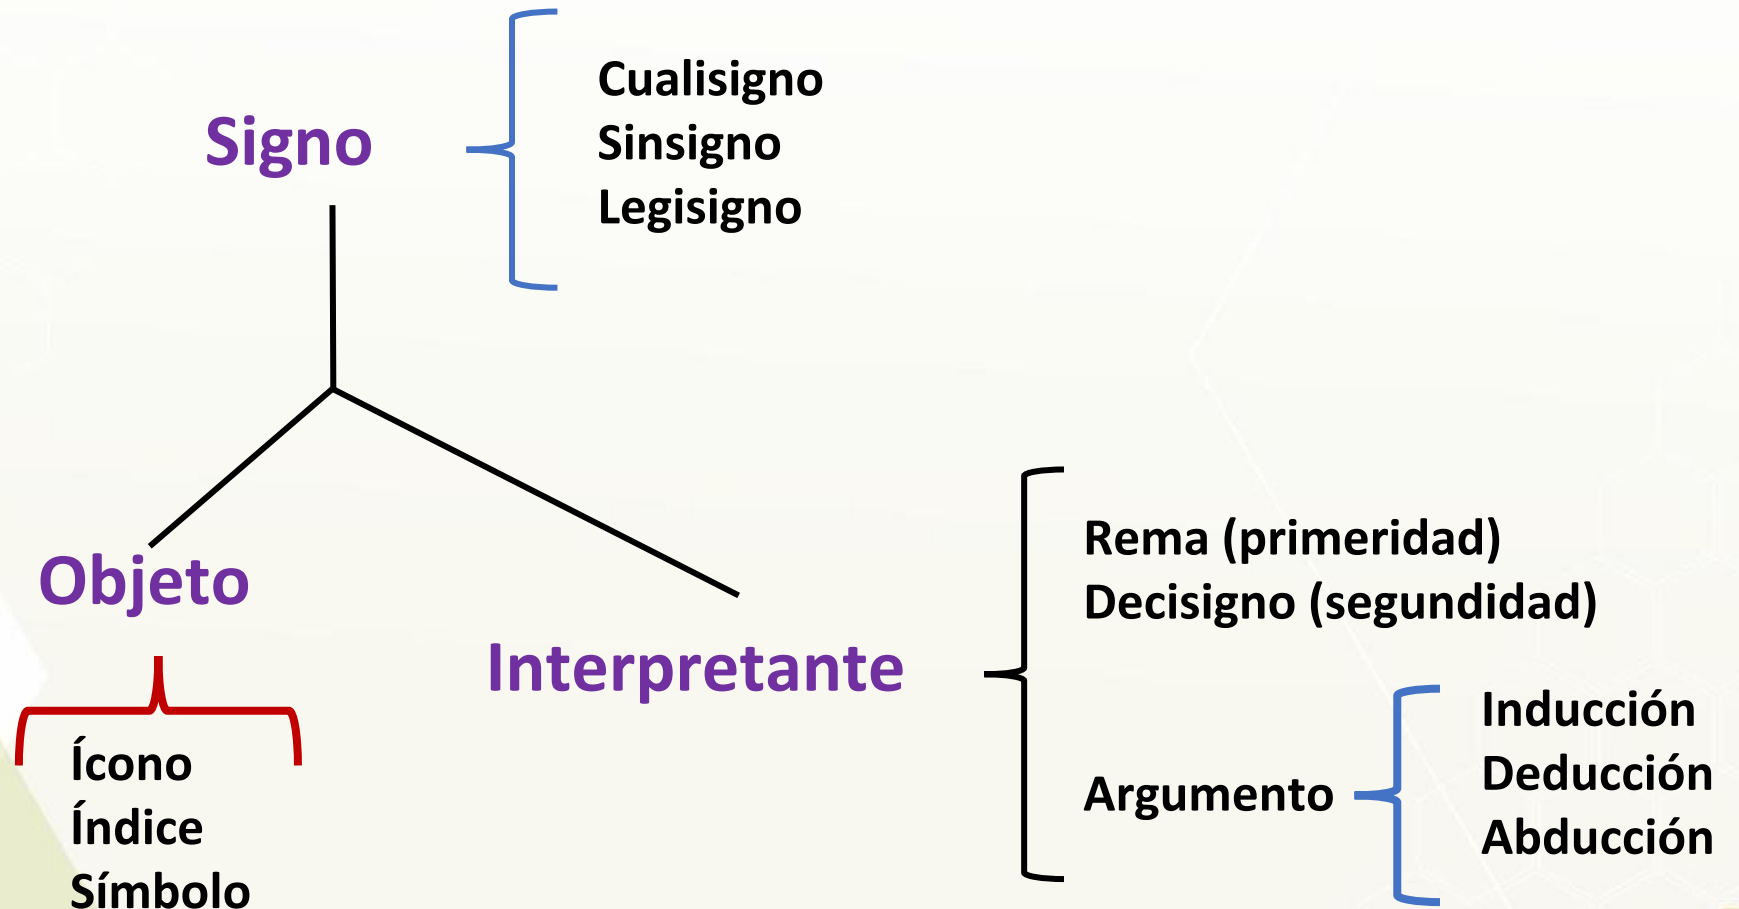 Signo
Cualisigno
Sinsigno
Legisigno
Objeto
Ícono
Índice
Símbolo
Interpretante
Rema (primeridad)
Decisigno (segundidad)
Argumento
Inducción
Deducción
Abducción